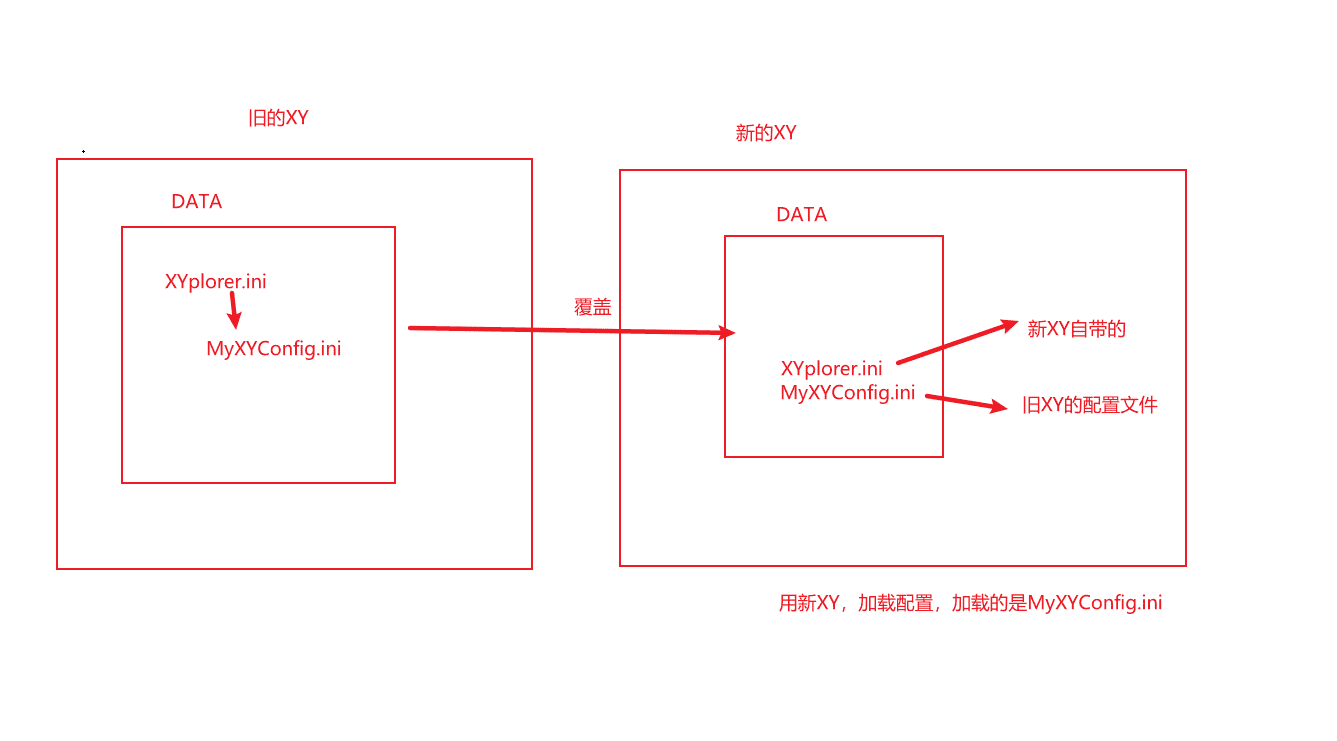 旧的XY
新的XY
DATA
DATA
XYplorer.ini
MyXYConfig.ini
覆盖
XYplorer.ini
MyXYConfig.ini
新XY自带的
旧XY的配置文件
用新XY，加载配置，加载的是MyXYConfig.ini